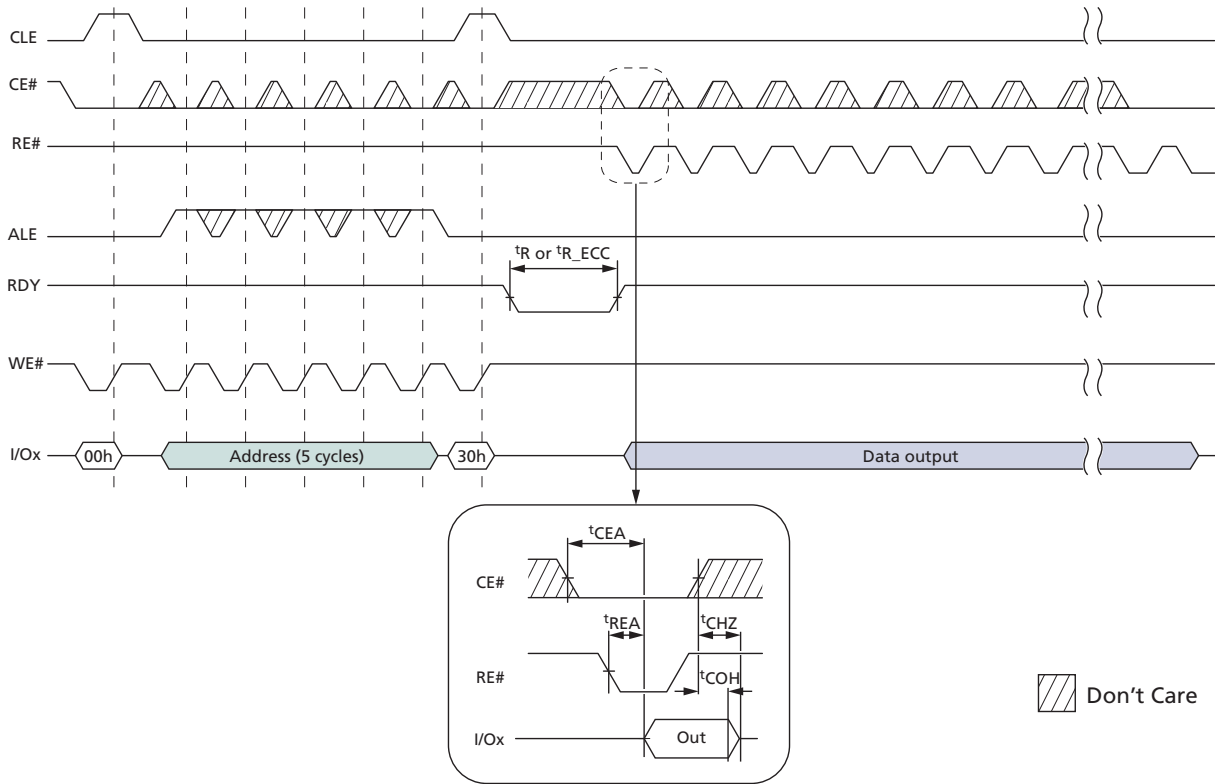 CLE
CE#
RE#
ALE
tR or tR_ECC
RDY
WE#
I/Ox 00h Address (5 cycles) 30h Data output
tCEA
CE#
tREA tCHZ
tCOH
RE#
I/Ox Out
Don't Care